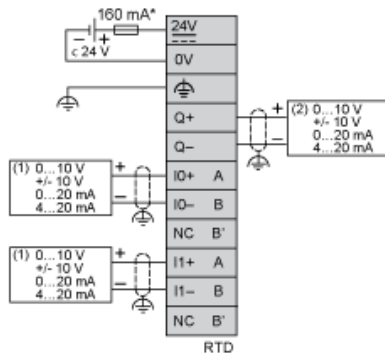 160 mA*
24V
– +
c 24 V
0V
Q+
Q–
+
–
(2) 0...10 V
+/- 10 V
0...20 mA
4...20 mA
(1) 0...10 V
+/- 10 V
0...20 mA
4...20 mA
+
–
I0+ A
I0– B
NC B'
(1) 0...10 V
+/- 10 V
0...20 mA
4...20 mA
+
–
I1+ A
I1– B
NC B'
RTD